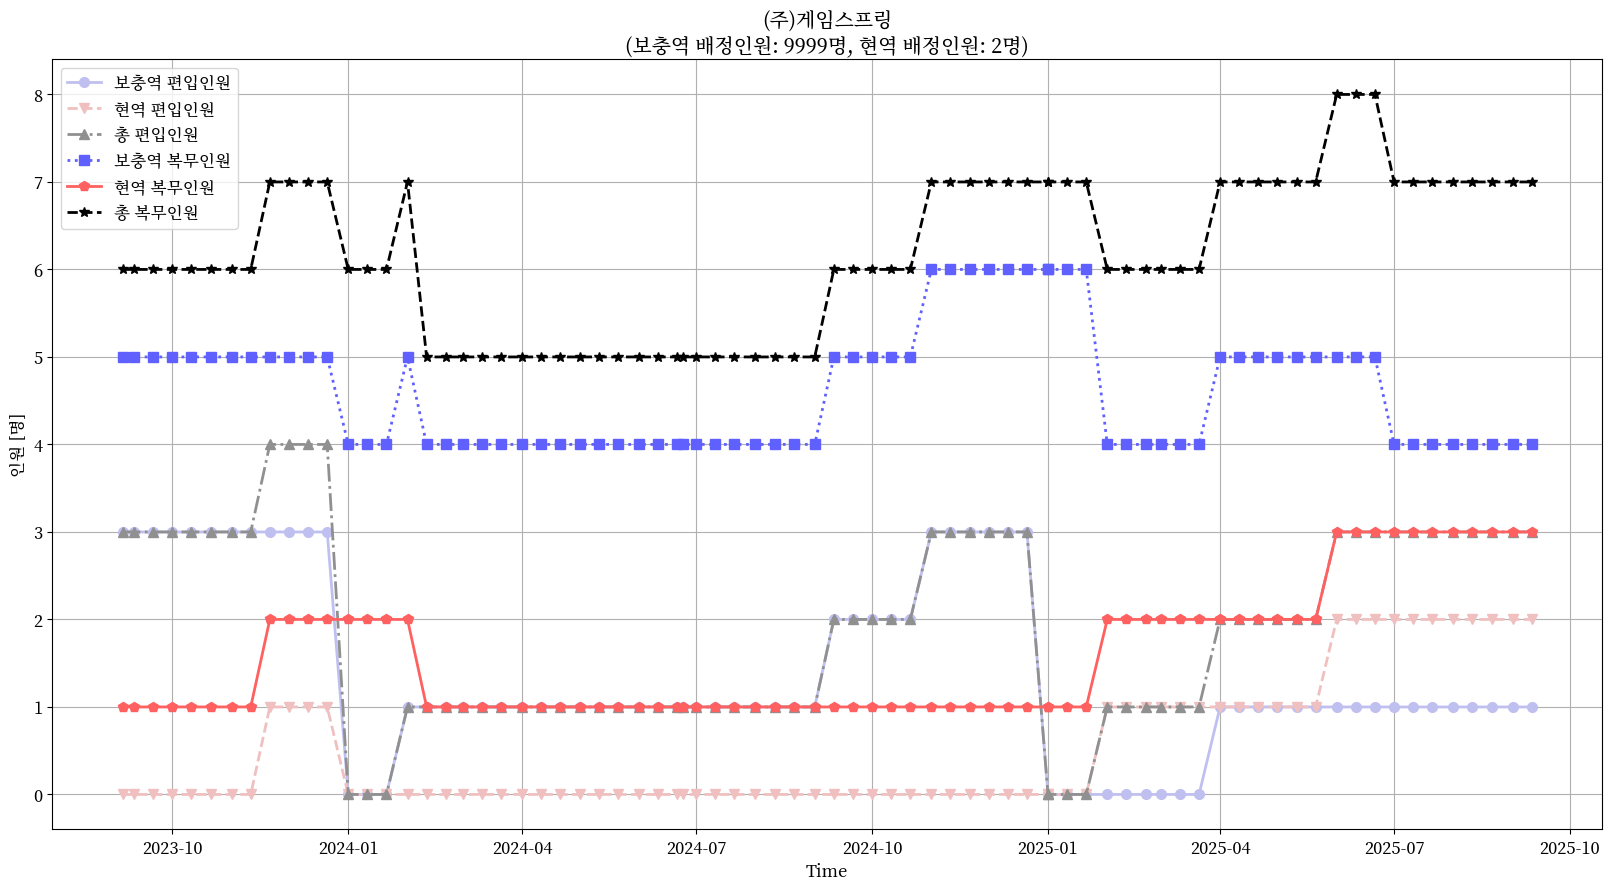 (주)게임스프링
(보충역 배정인원: 9999명, 현역 배정인원: 2명)
보충역 편입인원
현역 편입인원
총 편입인원
보충역 복무인원
현역 복무인원
총 복무인원
인원 [명]
8
7
6
5
4
3
2
1
0
2023-10 2024-01 2024-04 2024-07 2024-10 2025-01 2025-04 2025-07 2025-10
Time